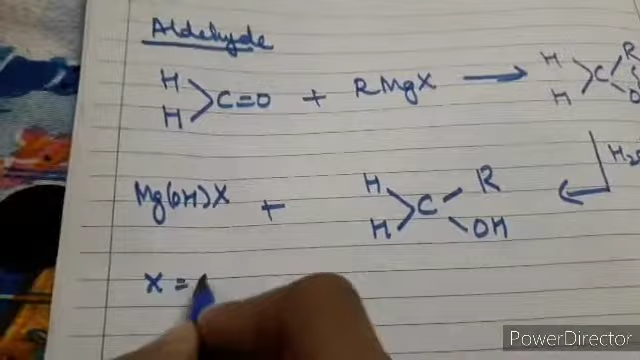 Aldehyde
H H >C=O + RMgX → H H >C R
H2O
Mg(OH)X + H H >C R OH
X =
PowerDirector